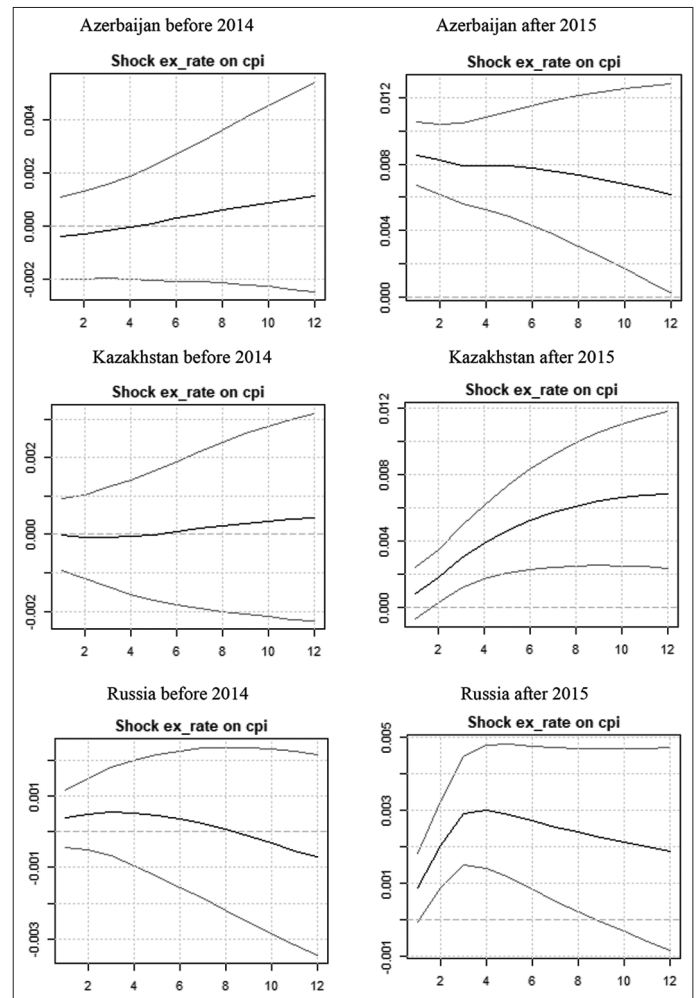 Azerbaijan before 2014
Shock ex_rate on cpi
0.004
0.002
0.000
-0.002
2 4 6 8 10 12
Azerbaijan after 2015
Shock ex_rate on cpi
0.012
0.008
0.004
0.000
2 4 6 8 10 12
Kazakhstan before 2014
Shock ex_rate on cpi
0.002
0.000
-0.002
2 4 6 8 10 12
Kazakhstan after 2015
Shock ex_rate on cpi
0.012
0.008
0.004
0.000
2 4 6 8 10 12
Russia before 2014
Shock ex_rate on cpi
0.001
-0.001
-0.003
2 4 6 8 10 12
Russia after 2015
Shock ex_rate on cpi
0.005
0.003
0.001
-0.001
2 4 6 8 10 12